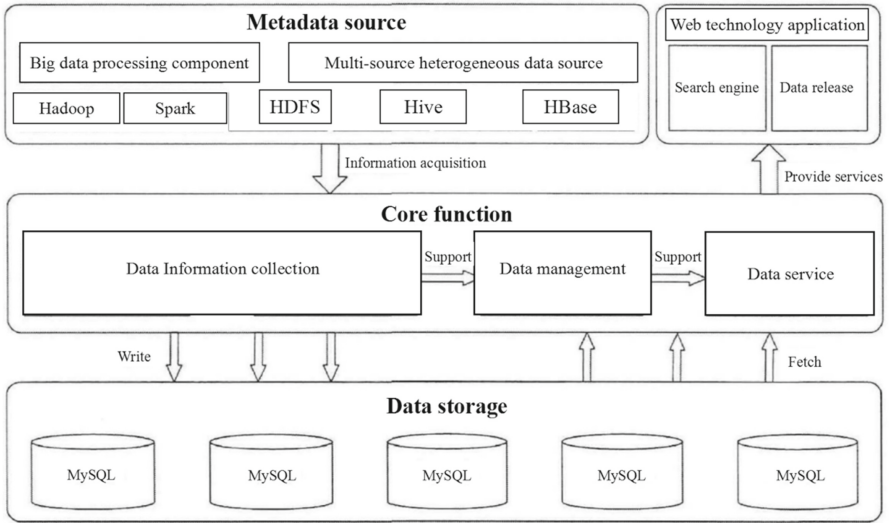 Metadata source
Big data processing component
Multi-source heterogeneous data source
Hadoop
Spark
HDFS
Hive
HBase
Web technology application
Search engine
Data release
Information acquisition
Provide services
Core function
Data Information collection
Support
Data management
Support
Data service
Write
Fetch
Data storage
MySQL
MySQL
MySQL
MySQL
MySQL